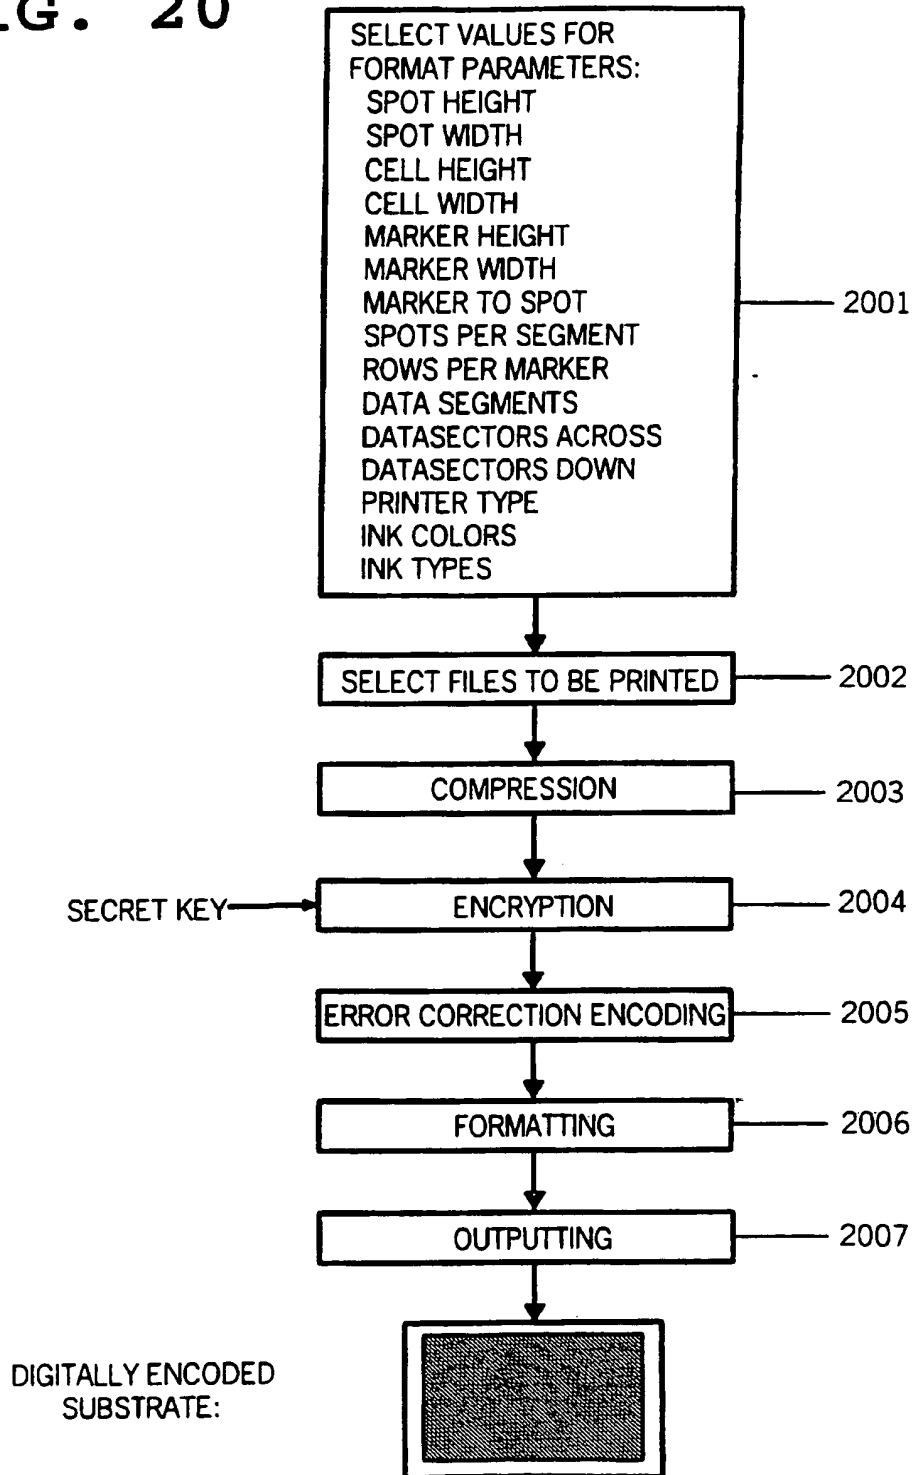 G. 20
SELECT VALUES FOR
FORMAT PARAMETERS:
SPOT HEIGHT
SPOT WIDTH
CELL HEIGHT
CELL WIDTH
MARKER HEIGHT
MARKER WIDTH
MARKER TO SPOT
SPOTS PER SEGMENT
ROWS PER MARKER
DATA SEGMENTS
DATASECTORS ACROSS
DATASECTORS DOWN
PRINTER TYPE
INK COLORS
INK TYPES
2001
SELECT FILES TO BE PRINTED
2002
COMPRESSION
2003
SECRET KEY
ENCRYPTION
2004
ERROR CORRECTION ENCODING
2005
FORMATTING
2006
OUTPUTTING
2007
DIGITALLY ENCODED
SUBSTRATE: